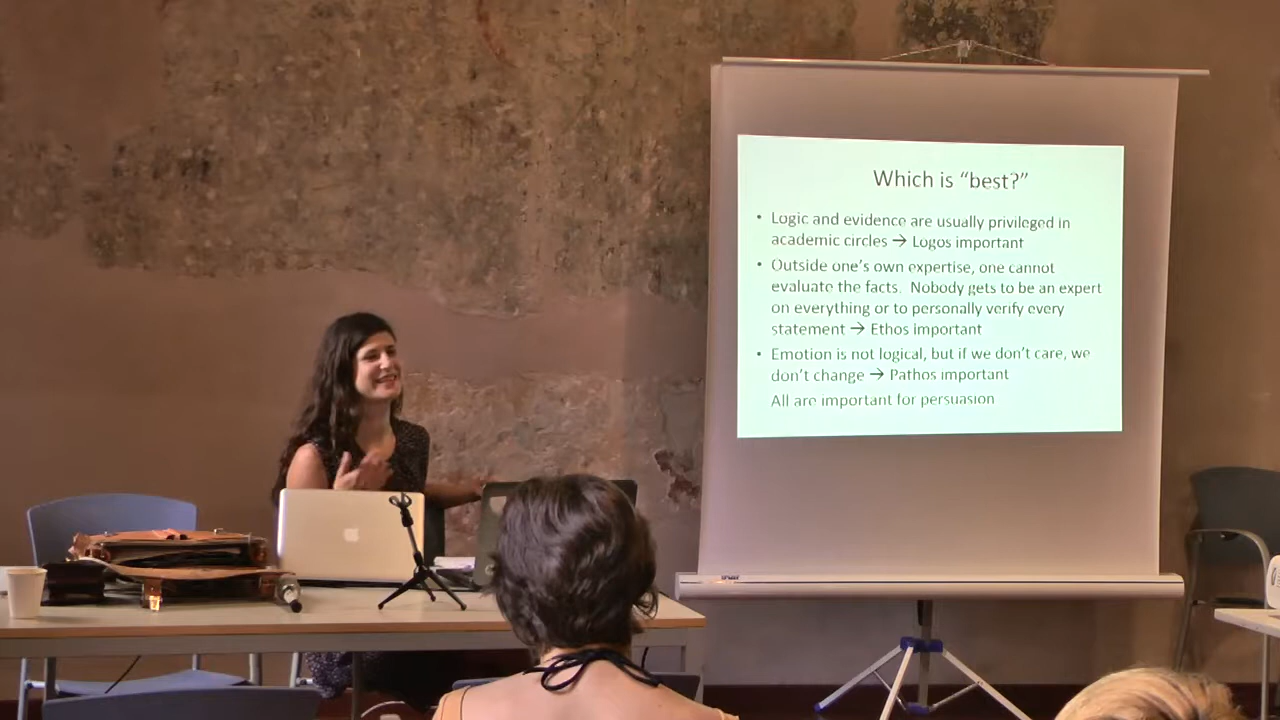 Which is “best?”
• Logic and evidence are usually privileged in
academic circles → Logos important
• Outside one’s own expertise, one cannot
evaluate the facts. Nobody gets to be an expert
on everything or to personally verify every
statement → Ethos important
• Emotion is not logical, but if we don’t care, we
don’t change → Pathos important
All are important for persuasion